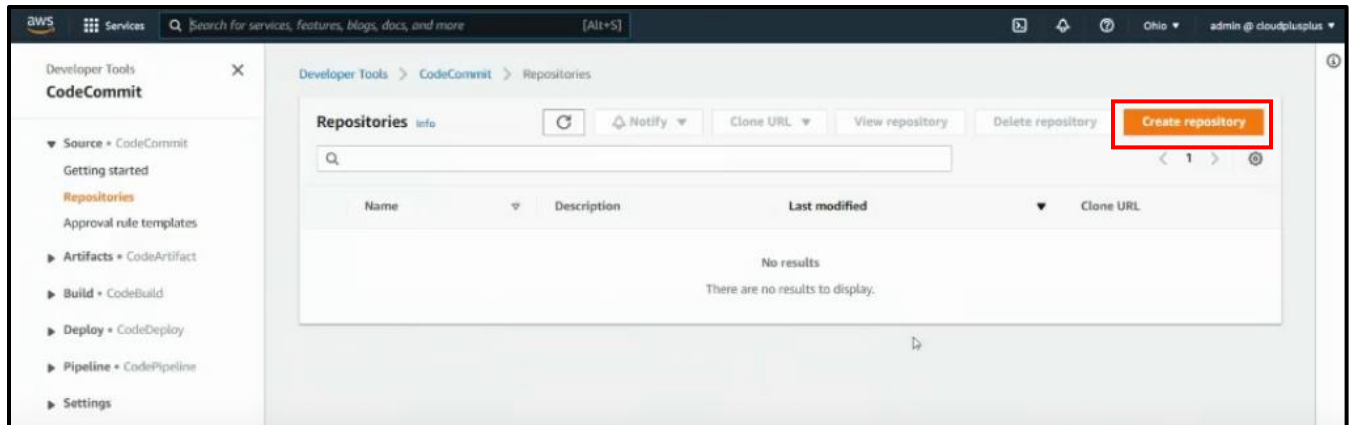 aws Services Search for services, features, blogs, docs, and more [Alt+S] Ohio ▼ admin @ cloudplusplus ▼
Developer Tools
CodeCommit
Source • CodeCommit
Getting started
Repositories
Approval rule templates
Artifacts • CodeArtifact
Build • CodeBuild
Deploy • CodeDeploy
Pipeline • CodePipeline
Settings
Developer Tools > CodeCommit > Repositories
Repositories Info Notify ▼ Clone URL ▼ View repository Delete repository Create repository
< 1 >
Name Description Last modified Clone URL
No results
There are no results to display.